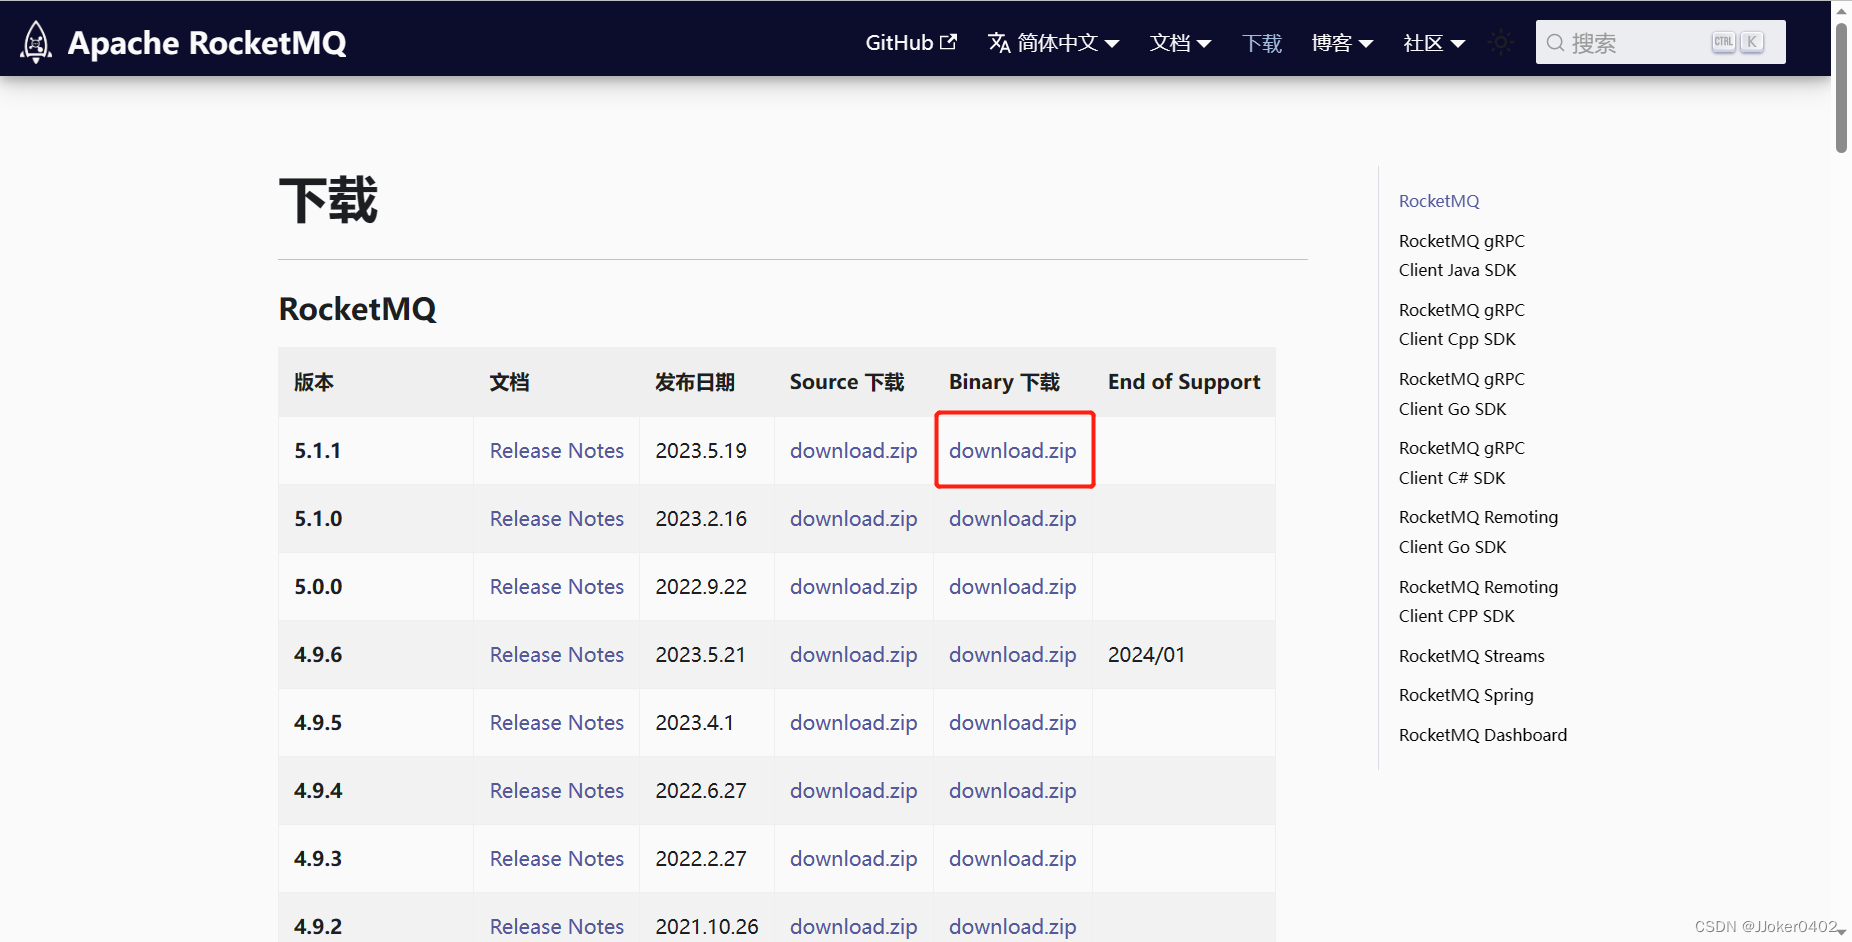 Apache RocketMQ
GitHub 简体中文 文档 下载 博客 社区 搜索 CTRL K
下载
RocketMQ
版本 文档 发布日期 Source 下载 Binary 下载 End of Support
5.1.1 Release Notes 2023.5.19 download.zip download.zip
5.1.0 Release Notes 2023.2.16 download.zip download.zip
5.0.0 Release Notes 2022.9.22 download.zip download.zip
4.9.6 Release Notes 2023.5.21 download.zip download.zip 2024/01
4.9.5 Release Notes 2023.4.1 download.zip download.zip
4.9.4 Release Notes 2022.6.27 download.zip download.zip
4.9.3 Release Notes 2022.2.27 download.zip download.zip
4.9.2 Release Notes 2021.10.26 download.zip download.zip
RocketMQ
RocketMQ gRPC
Client Java SDK
RocketMQ gRPC
Client Cpp SDK
RocketMQ gRPC
Client Go SDK
RocketMQ gRPC
Client C# SDK
RocketMQ Remoting
Client Go SDK
RocketMQ Remoting
Client CPP SDK
RocketMQ Streams
RocketMQ Spring
RocketMQ Dashboard
CSDN @JJoker0402